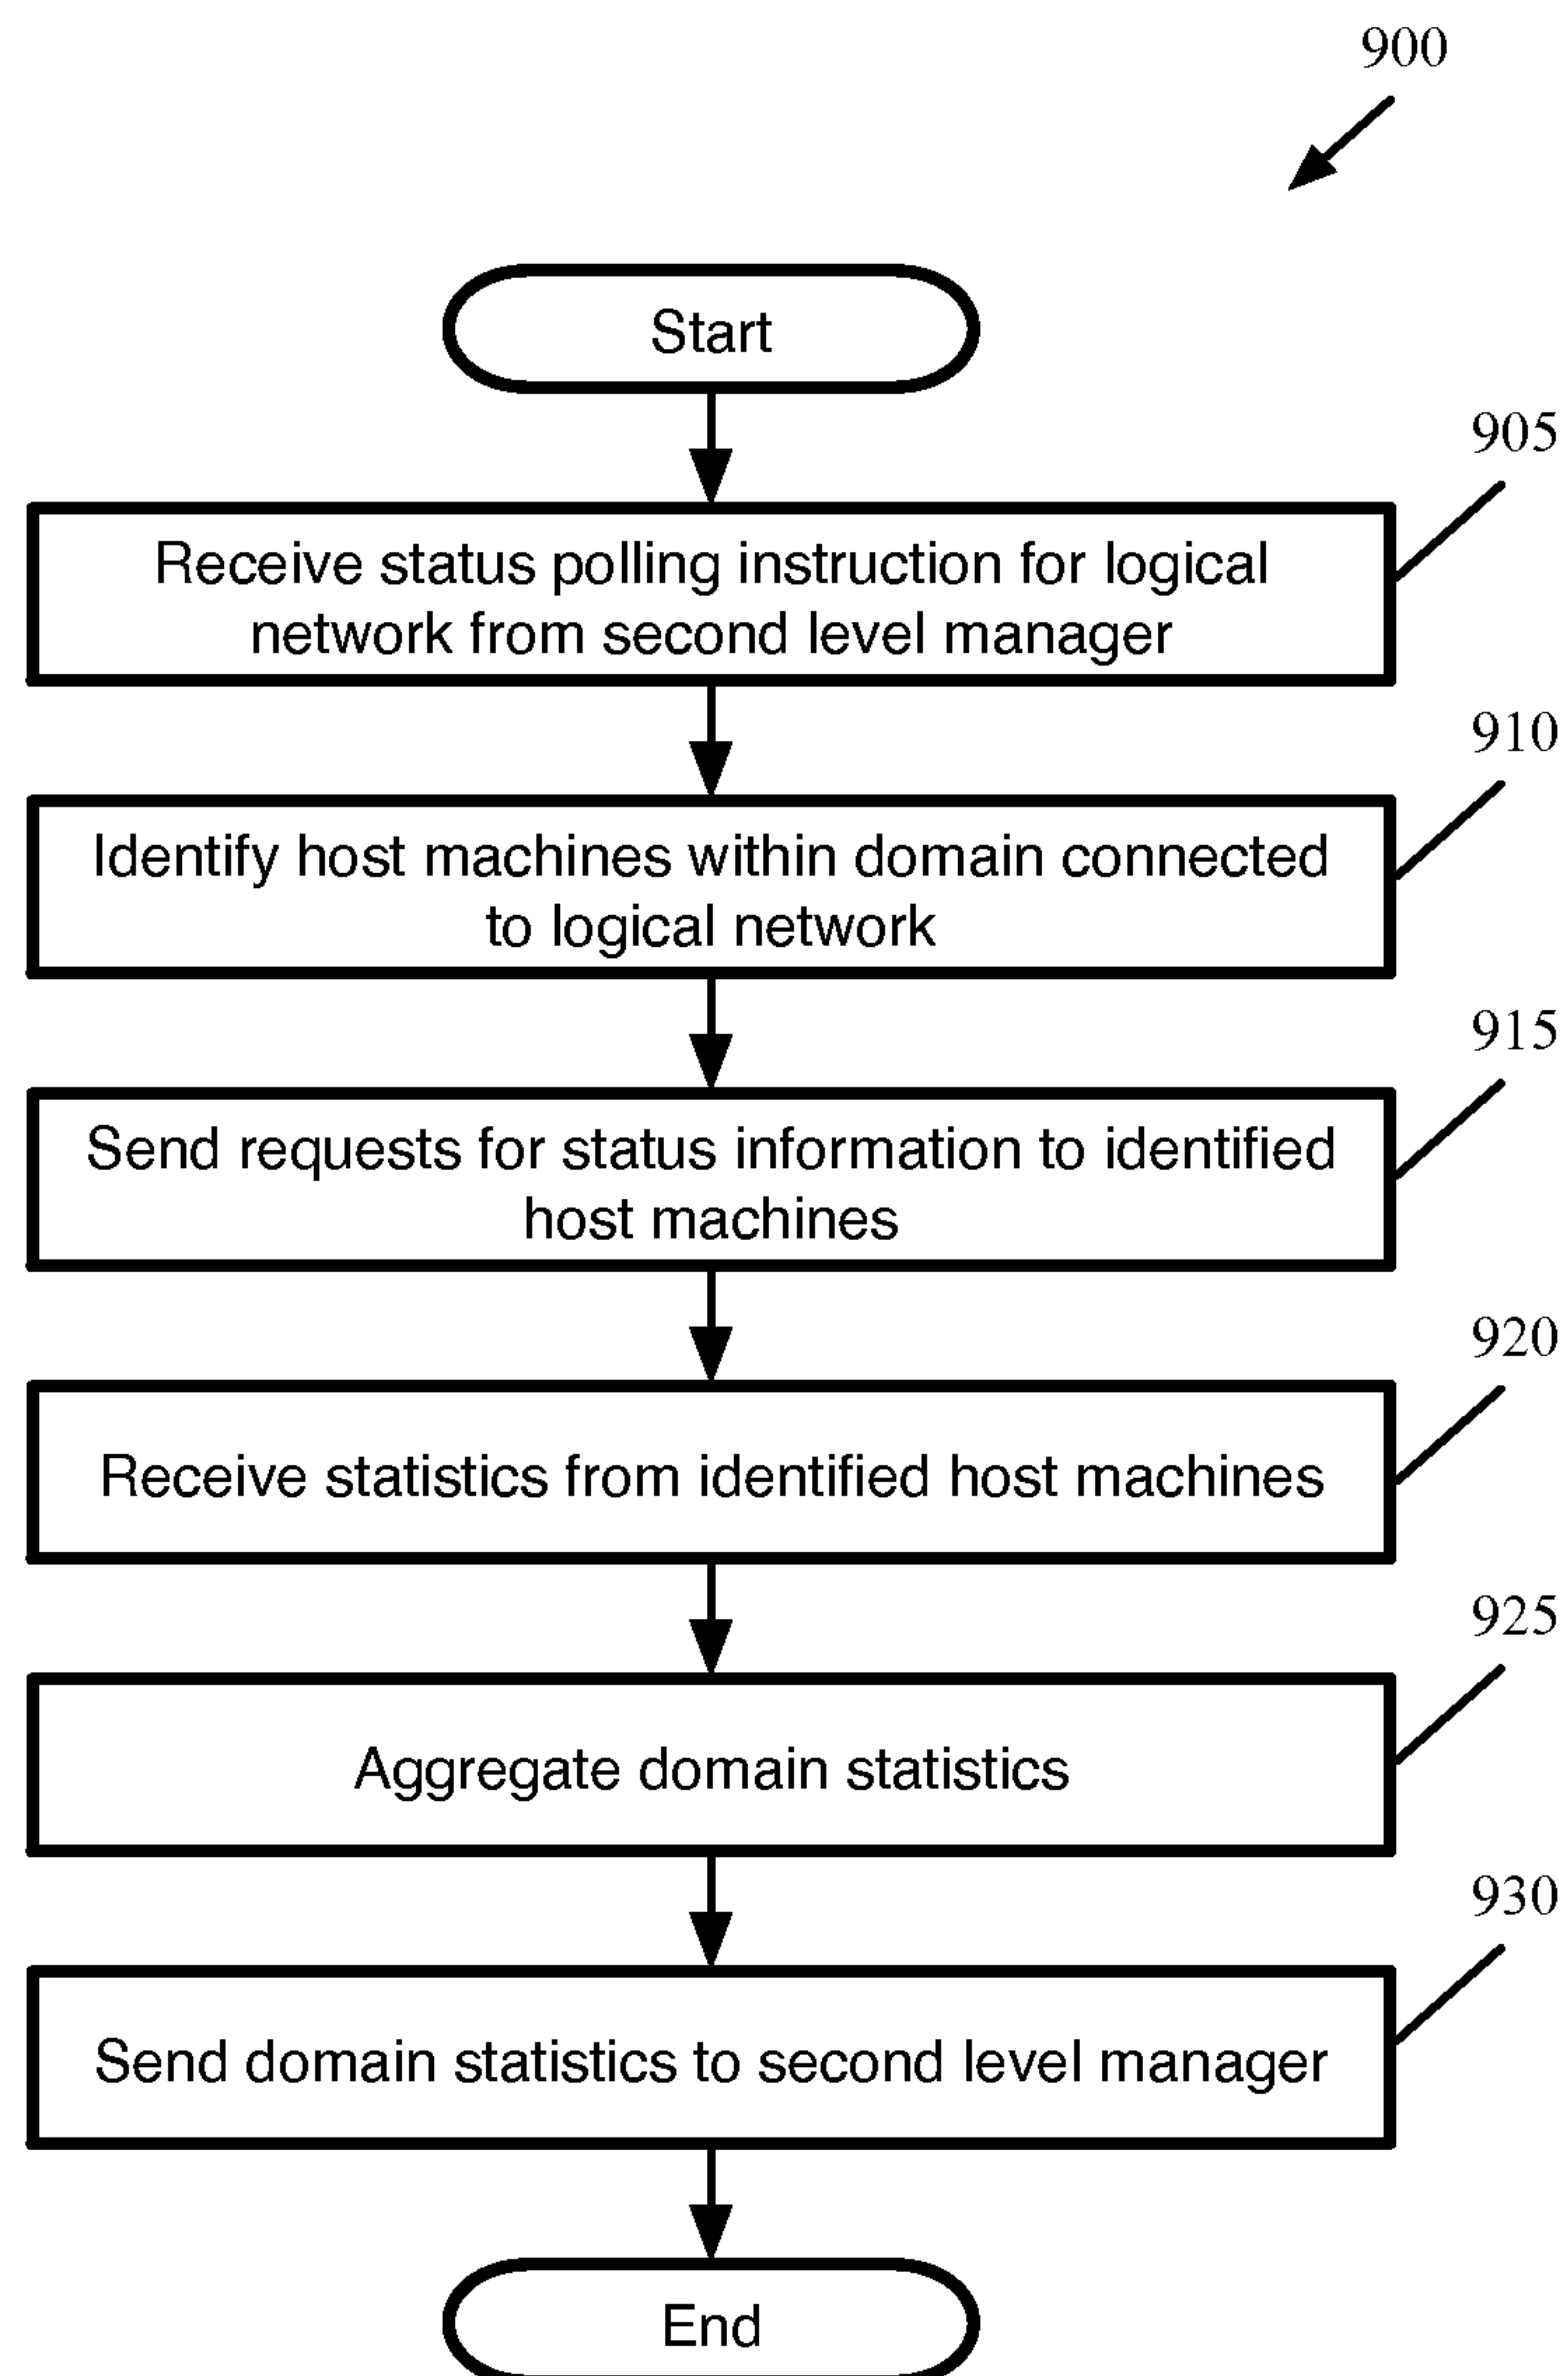 900
Start
905
Receive status polling instruction for logical
network from second level manager
910
Identify host machines within domain connected
to logical network
915
Send requests for status information to identified
host machines
920
Receive statistics from identified host machines
925
Aggregate domain statistics
930
Send domain statistics to second level manager
End